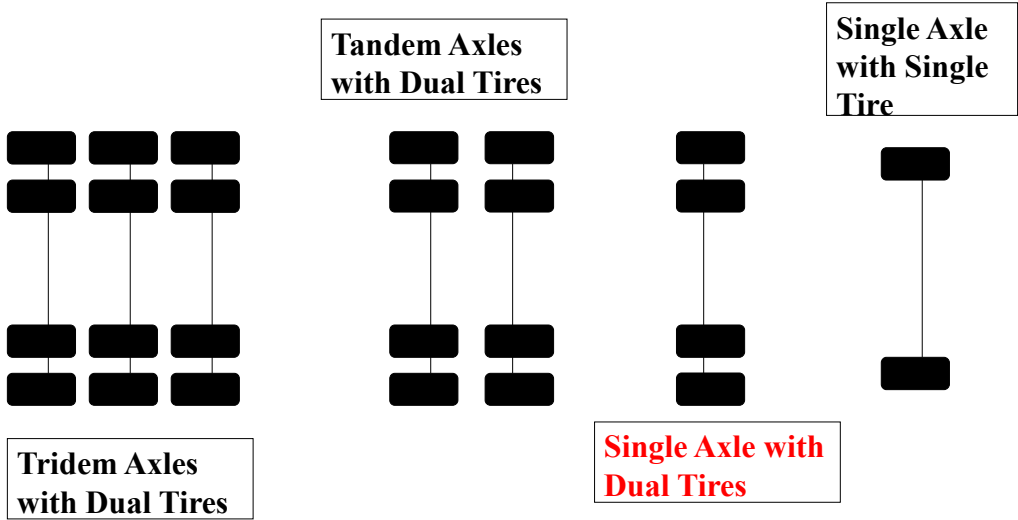 Tandem Axles
with Dual Tires
Single Axle
with Single
Tire
Tridem Axles
with Dual Tires
Single Axle with
Dual Tires